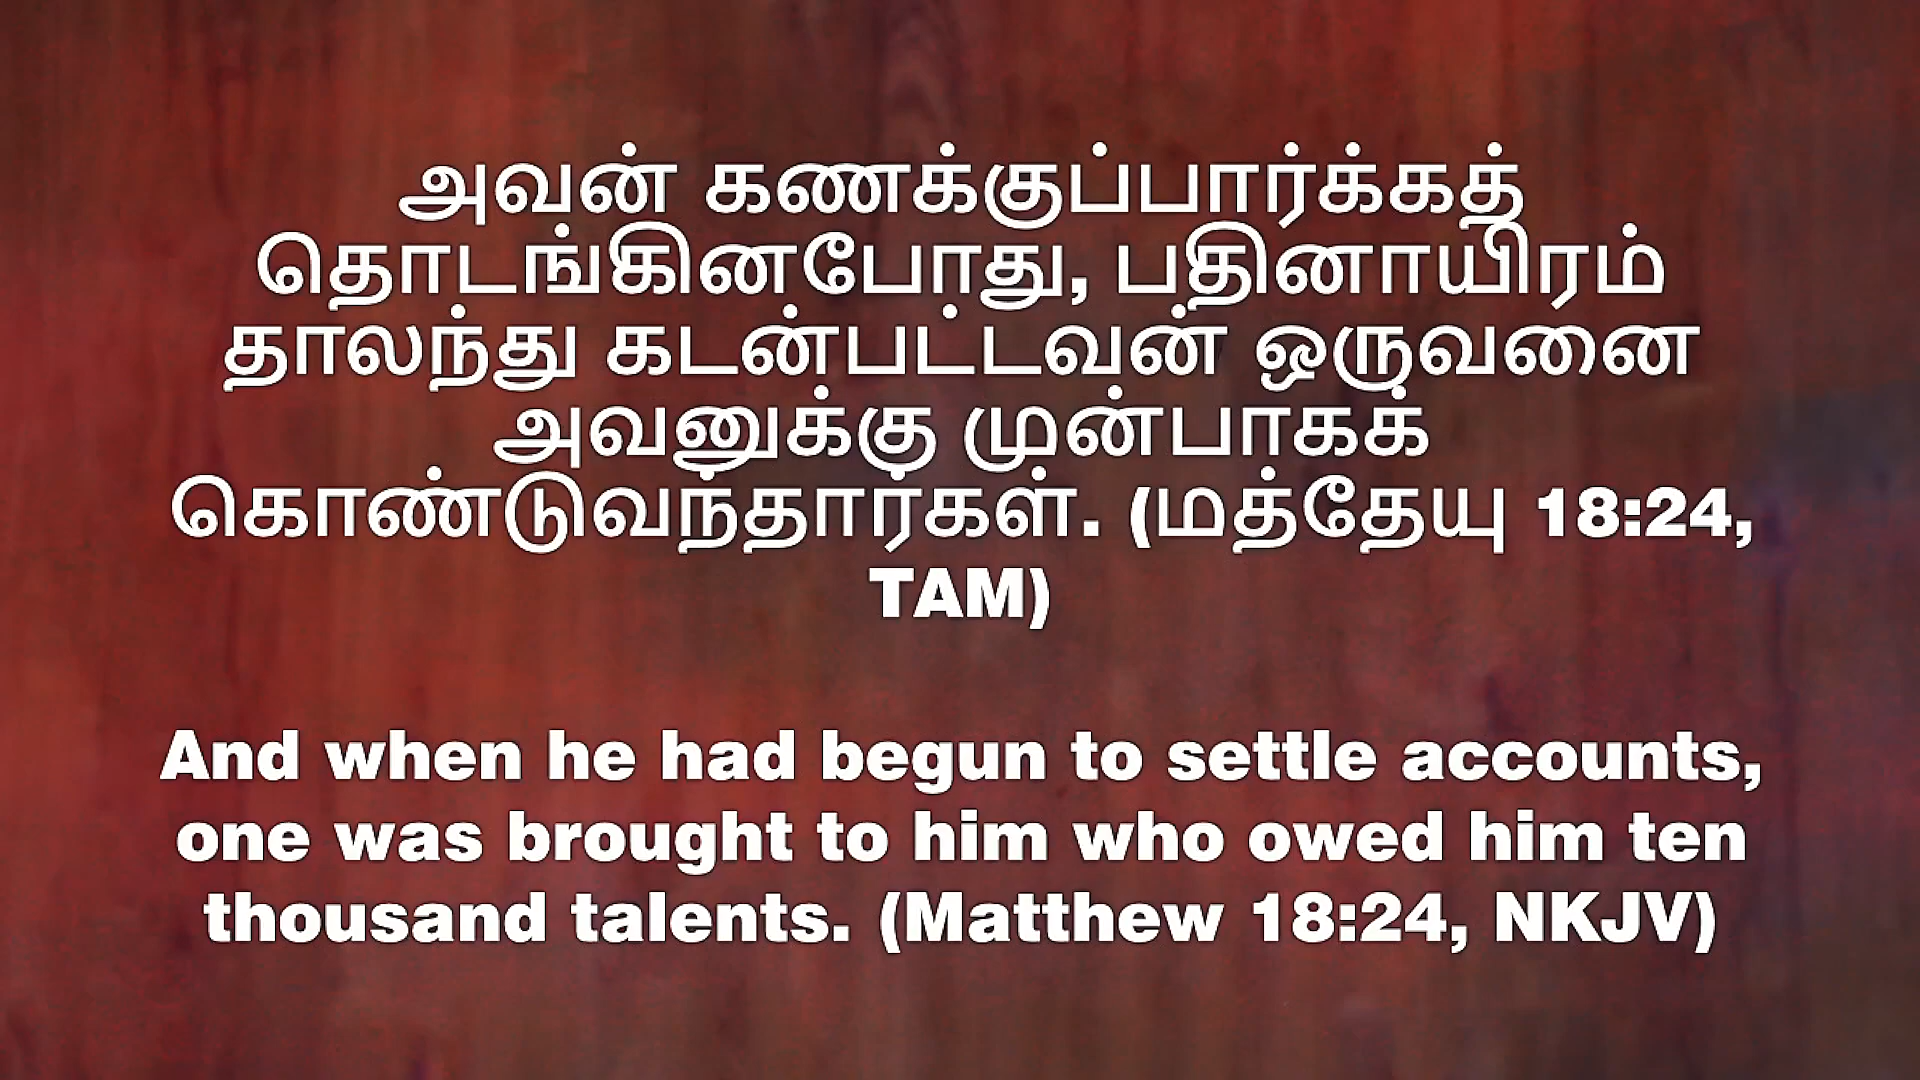 அவன் கணக்குப்பார்க்கத்
தொடங்கினபோது, பதினாயிரம்
தாலந்து கடன்பட்டவன் ஒருவனை
அவனுக்கு முன்பாகக்
கொண்டுவந்தார்கள். (மத்தேயு 18:24,
TAM)
And when he had begun to settle accounts,
one was brought to him who owed him ten
thousand talents. (Matthew 18:24, NKJV)